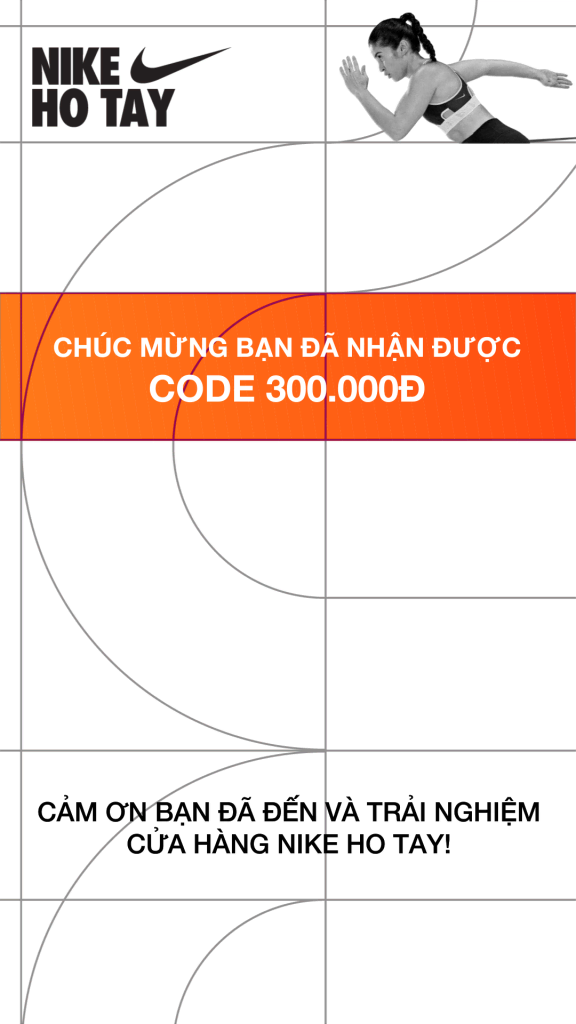 NIKE
HO TAY
CHÚC MỪNG BẠN ĐÃ NHẬN ĐƯỢC
CODE 300.000Đ
CẢM ƠN BẠN ĐÃ ĐẾN VÀ TRẢI NGHIỆM
CỬA HÀNG NIKE HO TAY!